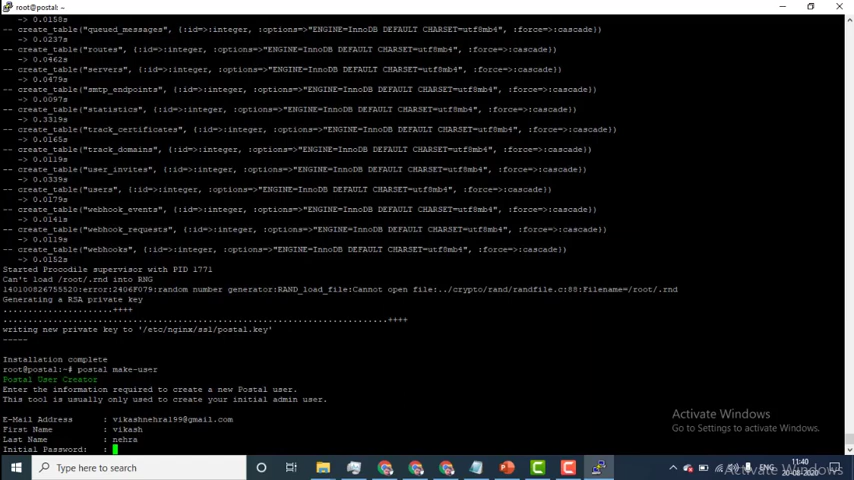 root@postal: ~
-> 0.0158s
-- create_table("queued_messages", {:id=>:integer, :options=>"ENGINE=InnoDB DEFAULT CHARSET=utf8mb4", :force=>:cascade})
-> 0.0237s
-- create_table("routes", {:id=>:integer, :options=>"ENGINE=InnoDB DEFAULT CHARSET=utf8mb4", :force=>:cascade})
-> 0.0462s
-- create_table("servers", {:id=>:integer, :options=>"ENGINE=InnoDB DEFAULT CHARSET=utf8mb4", :force=>:cascade})
-> 0.0479s
-- create_table("smtp_endpoints", {:id=>:integer, :options=>"ENGINE=InnoDB DEFAULT CHARSET=utf8mb4", :force=>:cascade})
-> 0.0097s
-- create_table("statistics", {:id=>:integer, :options=>"ENGINE=InnoDB DEFAULT CHARSET=utf8mb4", :force=>:cascade})
-> 0.3319s
-- create_table("track_certificates", {:id=>:integer, :options=>"ENGINE=InnoDB DEFAULT CHARSET=utf8mb4", :force=>:cascade})
-> 0.0165s
-- create_table("track_domains", {:id=>:integer, :options=>"ENGINE=InnoDB DEFAULT CHARSET=utf8mb4", :force=>:cascade})
-> 0.0119s
-- create_table("user_invites", {:id=>:integer, :options=>"ENGINE=InnoDB DEFAULT CHARSET=utf8mb4", :force=>:cascade})
-> 0.0339s
-- create_table("users", {:id=>:integer, :options=>"ENGINE=InnoDB DEFAULT CHARSET=utf8mb4", :force=>:cascade})
-> 0.0179s
-- create_table("webhook_events", {:id=>:integer, :options=>"ENGINE=InnoDB DEFAULT CHARSET=utf8mb4", :force=>:cascade})
-> 0.0141s
-- create_table("webhook_requests", {:id=>:integer, :options=>"ENGINE=InnoDB DEFAULT CHARSET=utf8mb4", :force=>:cascade})
-> 0.0119s
-- create_table("webhooks", {:id=>:integer, :options=>"ENGINE=InnoDB DEFAULT CHARSET=utf8mb4", :force=>:cascade})
-> 0.0152s
Started Procodile supervisor with PID 1771
Can't load /root/.rnd into RNG
140100826755520:error:2406F079:random number generator:RAND_load_file:Cannot open file:../crypto/rand/randfile.c:88:Filename=/root/.rnd
Generating a RSA private key
......................++++
................................................................................++++
writing new private key to '/etc/nginx/ssl/postal.key'
-----
Installation complete
root@postal:~# postal make-user
Postal User Creator
Enter the information required to create a new Postal user.
This tool is usually only used to create your initial admin user.
E-Mail Address : vikashnehra199@gmail.com
First Name : vikash
Last Name : nehra
Initial Password: :
Activate Windows
Go to Settings to activate Windows.
Type here to search
ENG
11:40
20-08-2020
Activate Windows